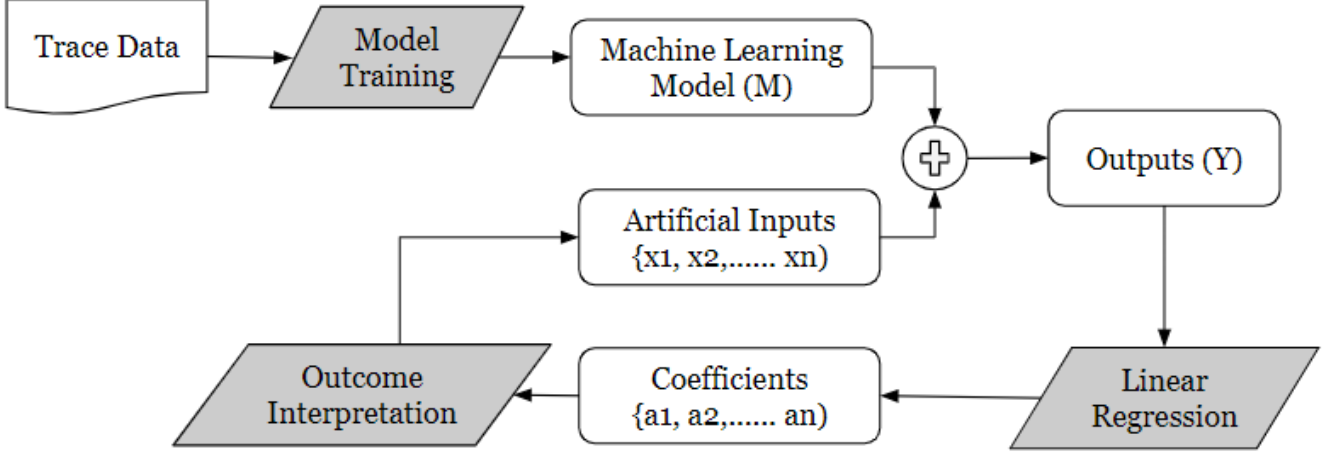 Trace Data
Model
Training
Machine Learning
Model (M)
Outputs (Y)
Artificial Inputs
{x1, x2,...... xn)
Outcome
Interpretation
Coefficients
{a1, a2,...... an)
Linear
Regression